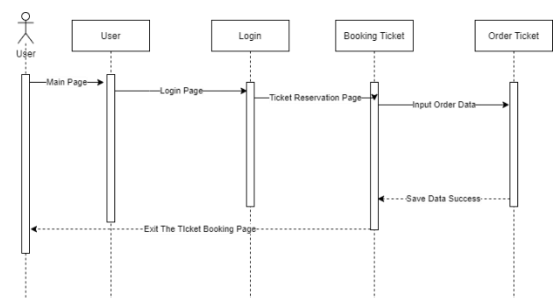 User
User
Login
Booking Ticket
Order Ticket
Main Page
Login Page
Ticket Reservation Page
Input Order Data
Save Data Success
Exit The TIcket Booking Page